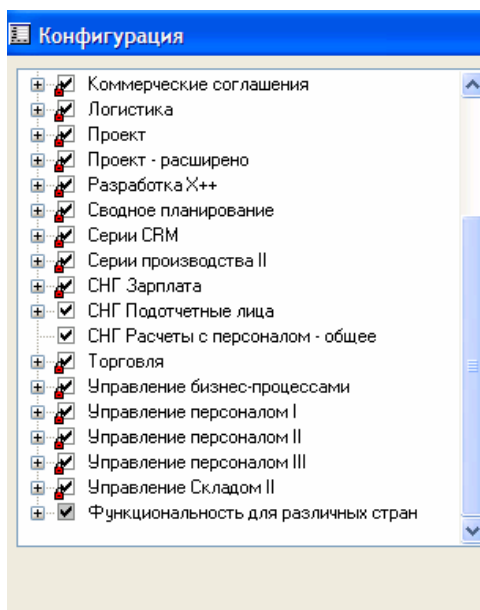 Конфигурация
Коммерческие соглашения
Логистика
Проект
Проект - расширено
Разработка X++
Сводное планирование
Серии CRM
Серии производства II
СНГ Зарплата
СНГ Подотчетные лица
СНГ Расчеты с персоналом - общее
Торговля
Управление бизнес-процессами
Управление персоналом I
Управление персоналом II
Управление персоналом III
Управление Складом II
Функциональность для различных стран